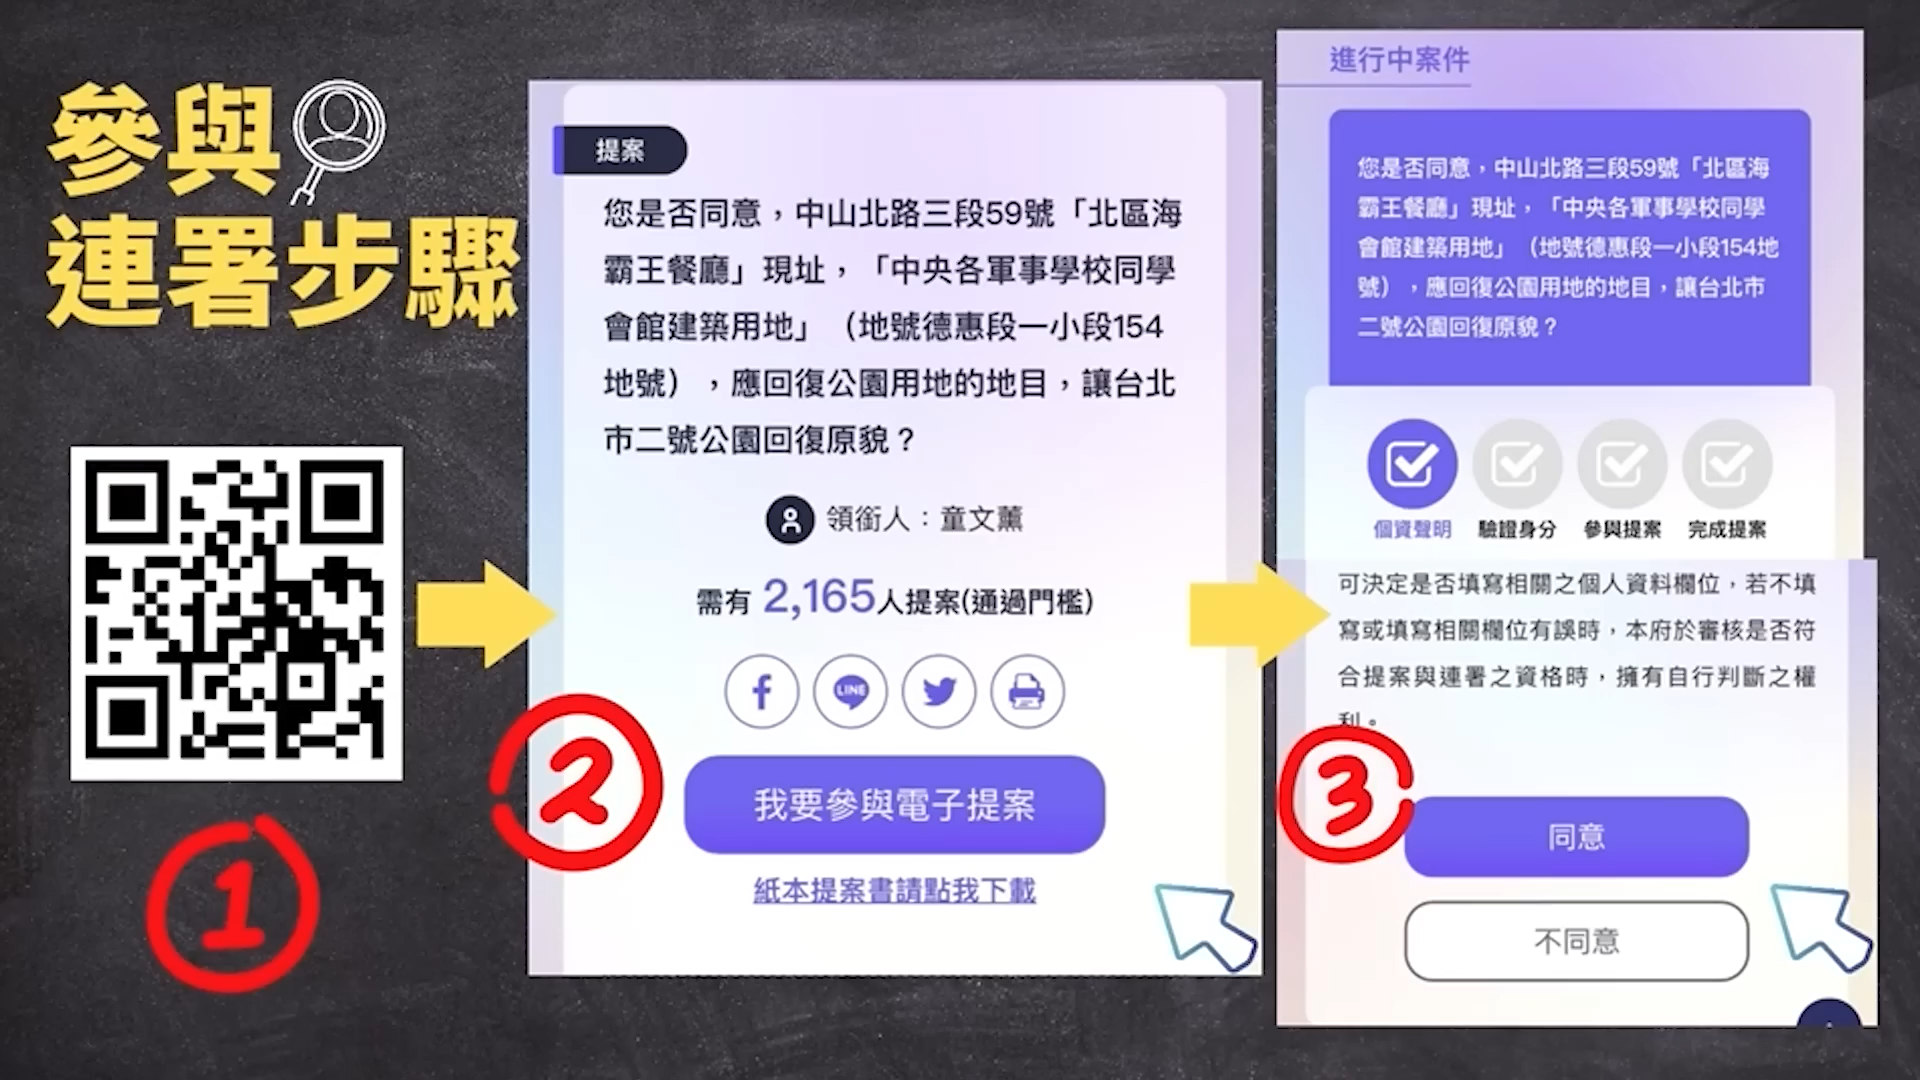 參與
連署步驟
1
提案
您是否同意，中山北路三段59號「北區海
霸王餐廳」現址，「中央各軍事學校同學
會館建築用地」（地號德惠段一小段154
地號），應回復公園用地的地目，讓台北
市二號公園回復原貌？
領銜人：童文薰
需有 2,165人提案(通過門檻)
LINE
2
我要參與電子提案
紙本提案書請點我下載
進行中案件
您是否同意，中山北路三段59號「北區海
霸王餐廳」現址，「中央各軍事學校同學
會館建築用地」（地號德惠段一小段154地
號），應回復公園用地的地目，讓台北市
二號公園回復原貌？
個資聲明 驗證身分 參與提案 完成提案
可決定是否填寫相關之個人資料欄位，若不填
寫或填寫相關欄位有誤時，本府於審核是否符
合提案與連署之資格時，擁有自行判斷之權
利。
3
同意
不同意